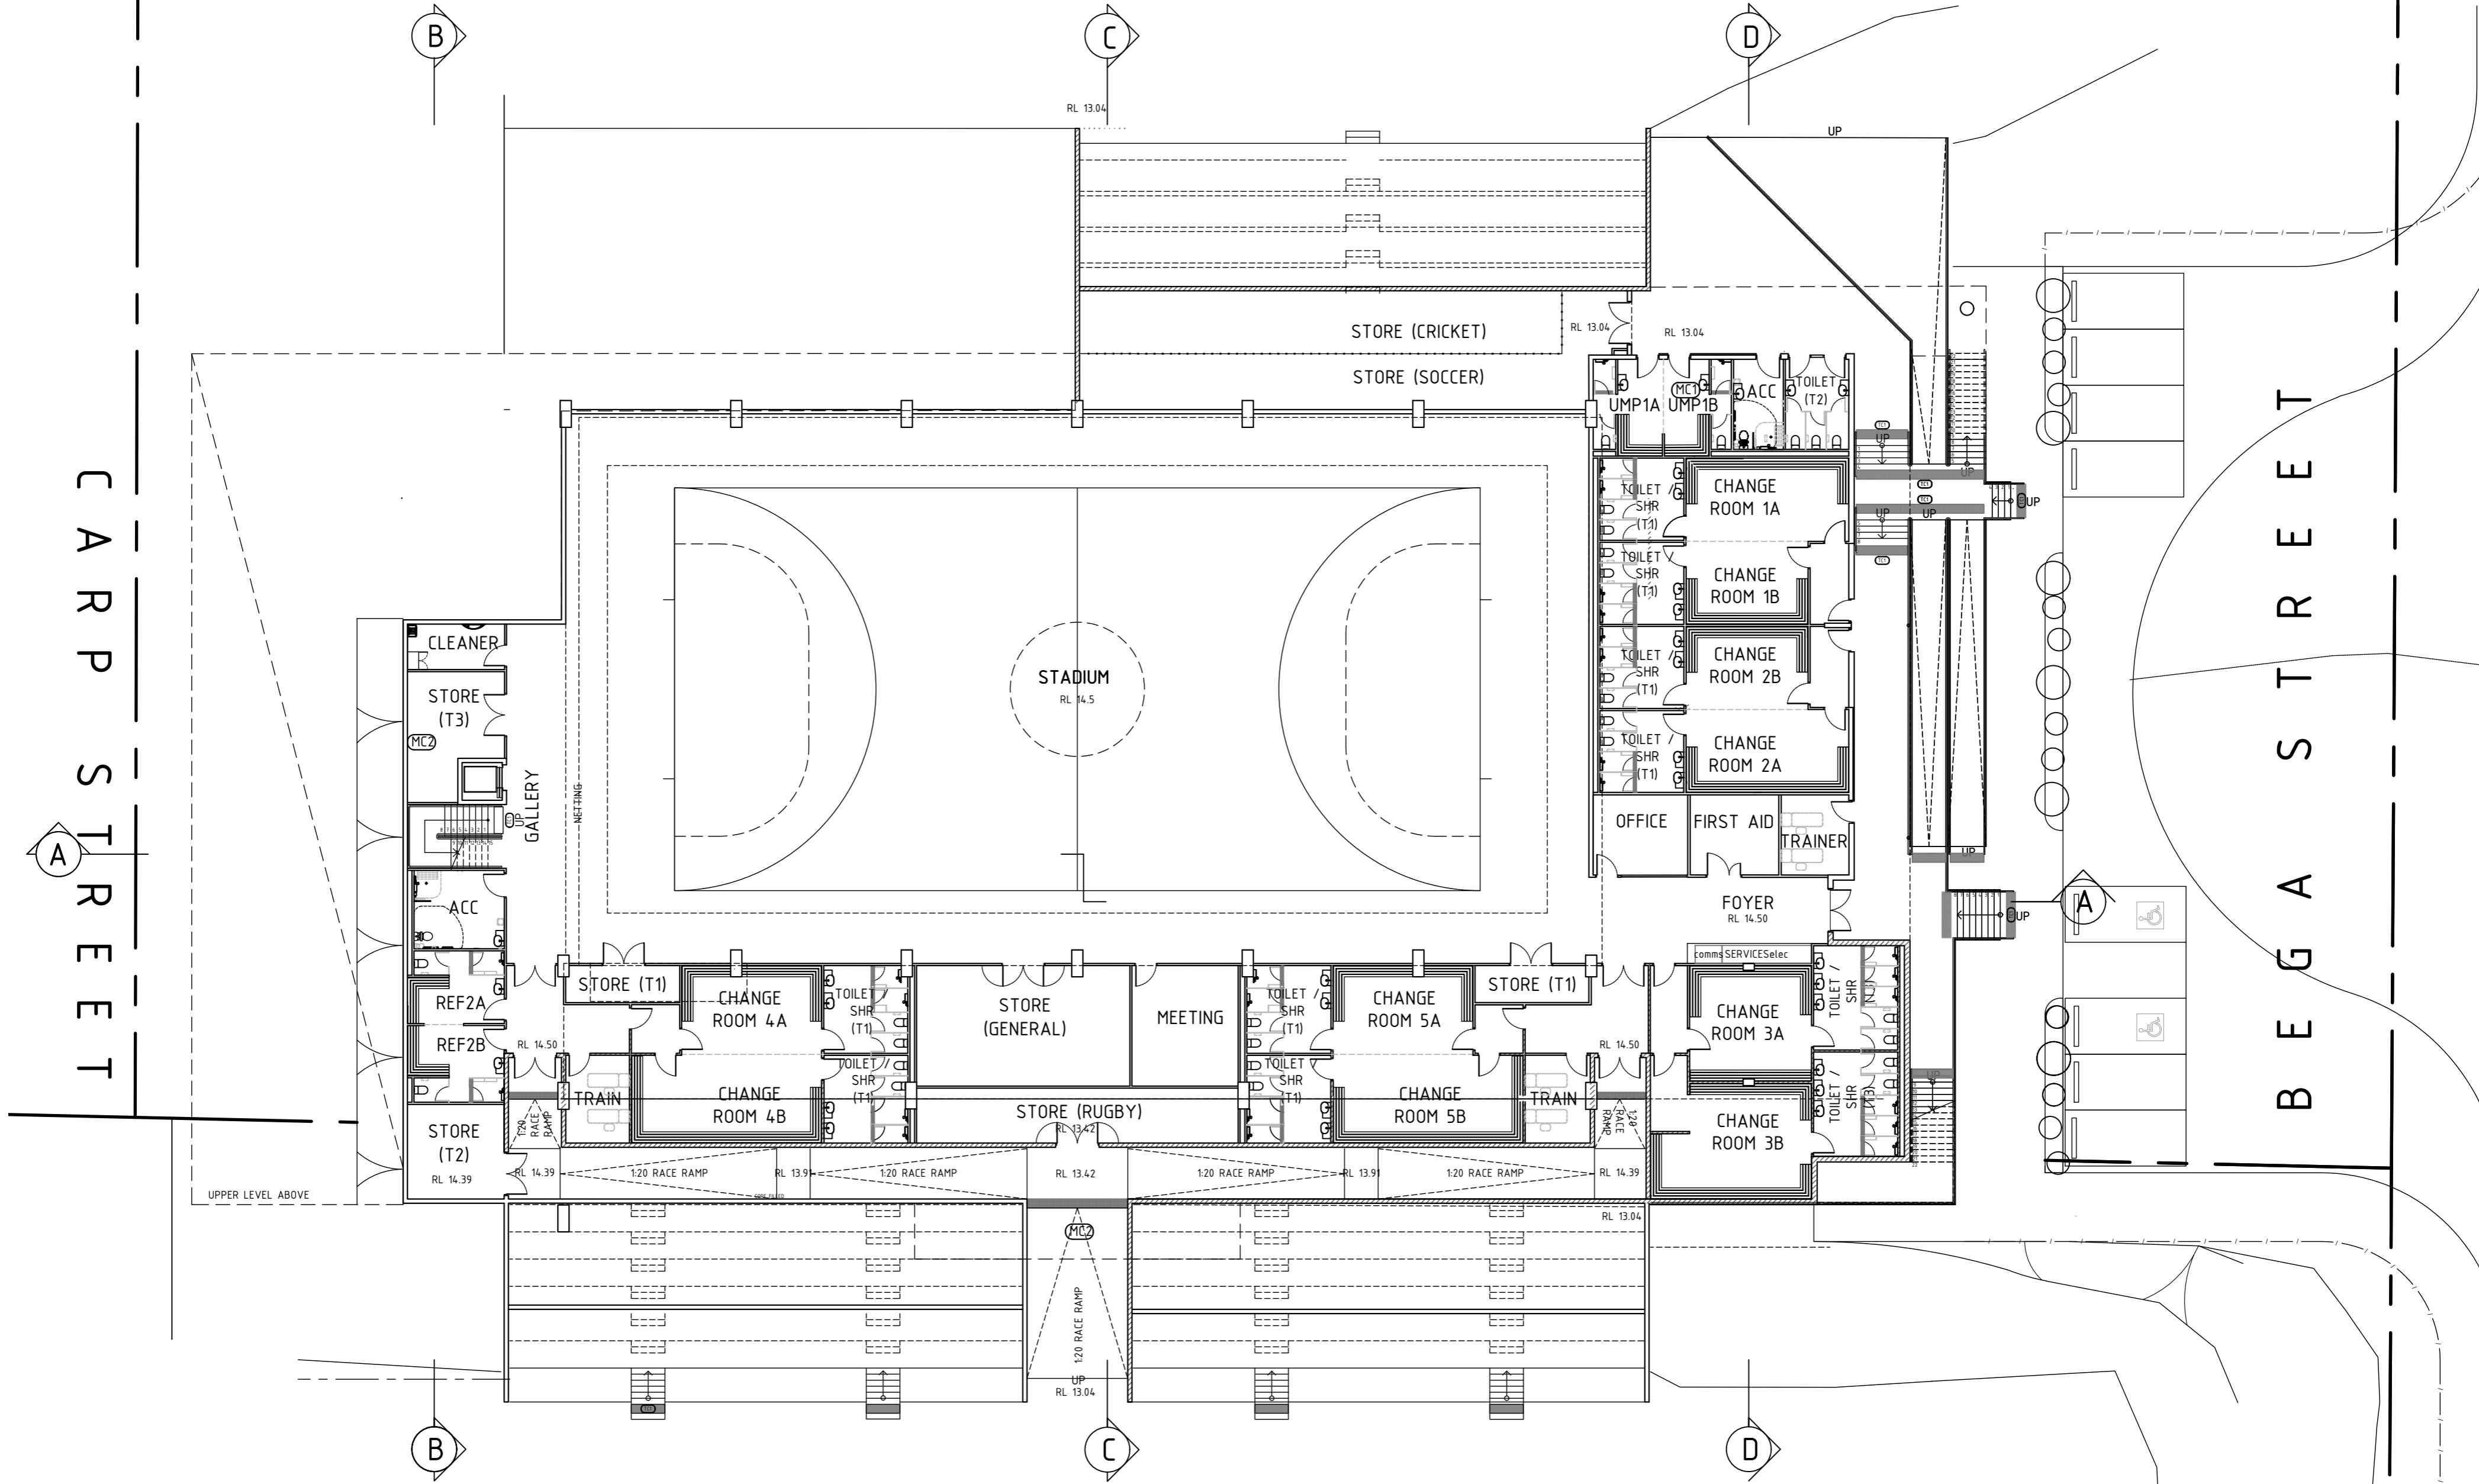 B
C
D
RL 13.04
UP
STORE (CRICKET)
RL 13.04
RL 13.04
STORE (SOCCER)
UMP1A
MC1
UMP1B
ACC
TOILET
(T2)
TC1
UP
UP
TOILET /
SHR
(T1)
CHANGE
ROOM 1A
TC1
TC1
UP
UP
UP
TOILET /
SHR
(T1)
CHANGE
ROOM 1B
TC1
CLEANER
STORE
(T3)
MC2
STADIUM
RL 14.5
TOILET /
SHR
(T1)
CHANGE
ROOM 2B
TOILET /
SHR
(T1)
CHANGE
ROOM 2A
GALLERY
NETTING
UP
OFFICE
FIRST AID
TRAINER
UP
A
A
CARP STREET
BEGA STREET
ACC
FOYER
RL 14.50
UP
comms
SERVICES
elec
REF2A
REF2B
RL 14.50
STORE (T1)
CHANGE
ROOM 4A
TOILET /
SHR
(T1)
STORE
(GENERAL)
MEETING
TOILET /
SHR
(T1)
CHANGE
ROOM 5A
STORE (T1)
RL 14.50
CHANGE
ROOM 3A
TOILET /
SHR
TRAIN
CHANGE
ROOM 4B
TOILET /
SHR
(T1)
STORE (RUGBY)
RL 13.42
TOILET /
SHR
(T1)
CHANGE
ROOM 5B
TRAIN
CHANGE
ROOM 3B
TOILET /
SHR
(T3)
UP
1:20
RACE
RAMP
1:20
RACE
RAMP
STORE
(T2)
RL 14.39
RL 14.39
1:20 RACE RAMP
RL 13.91
1:20 RACE RAMP
RL 13.42
1:20 RACE RAMP
RL 13.91
1:20 RACE RAMP
RL 14.39
UPPER LEVEL ABOVE
RL 13.04
MC2
1:20 RACE RAMP
UP
RL 13.04
TC1
B
C
D